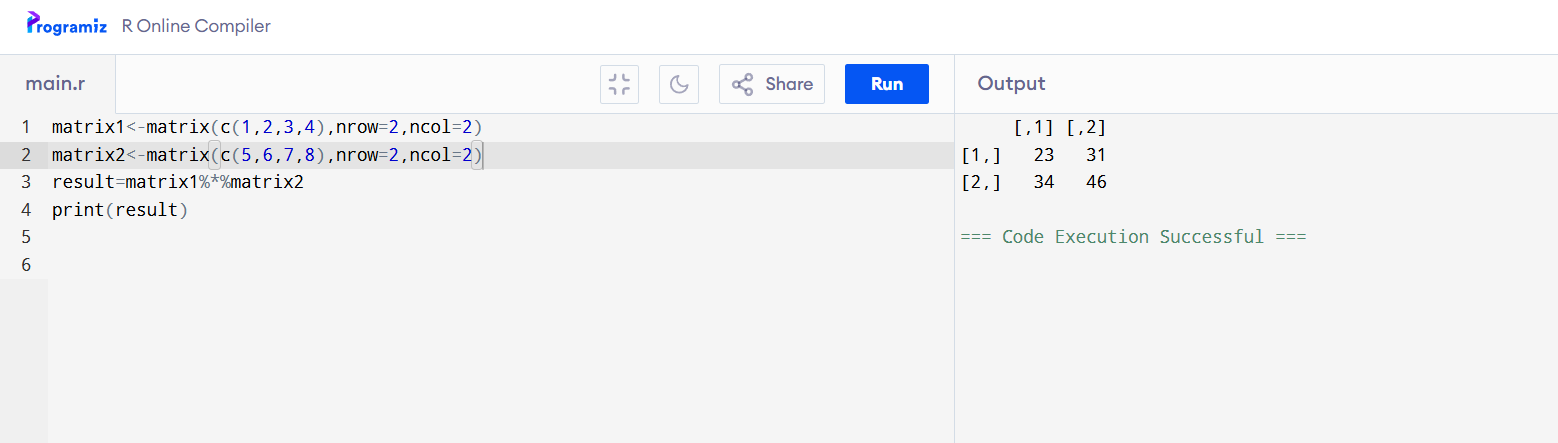 Programiz R Online Compiler
main.r Share Run Output
1 matrix1<-matrix(c(1,2,3,4),nrow=2,ncol=2)
2 matrix2<-matrix(c(5,6,7,8),nrow=2,ncol=2)
3 result=matrix1%*%matrix2
4 print(result)
5
6
[,1] [,2]
[1,] 23 31
[2,] 34 46
=== Code Execution Successful ===